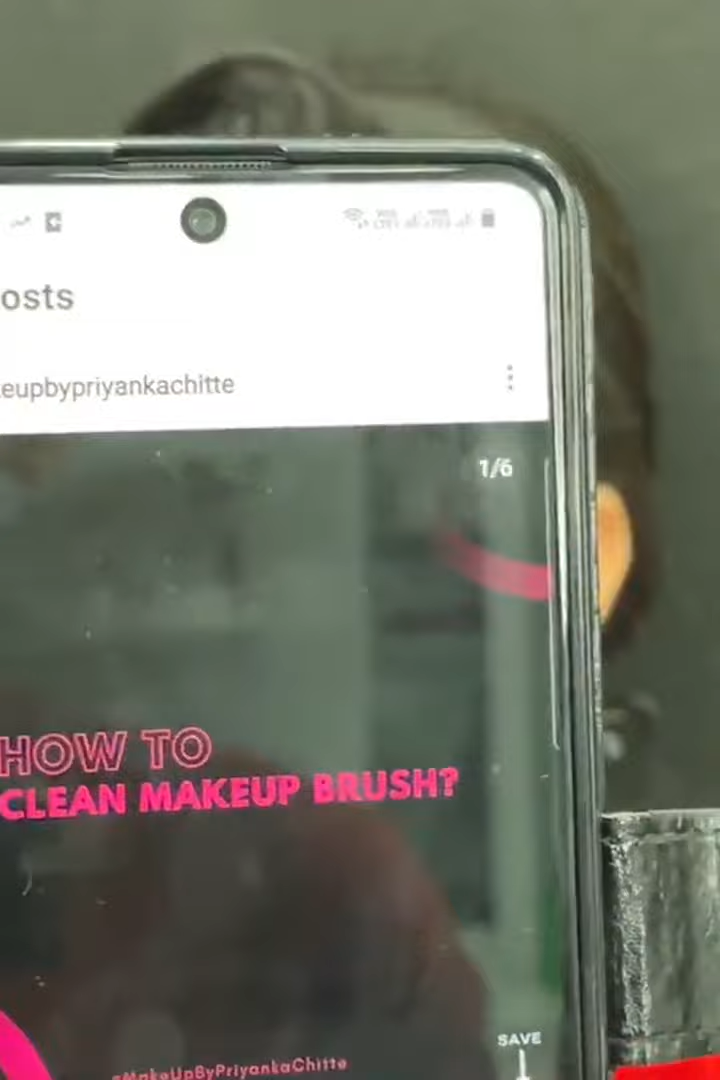 osts
eupbypriyankachitte
1/6
HOW TO
CLEAN MAKEUP BRUSH?
#MakeUpByPriyankaChitte
SAVE